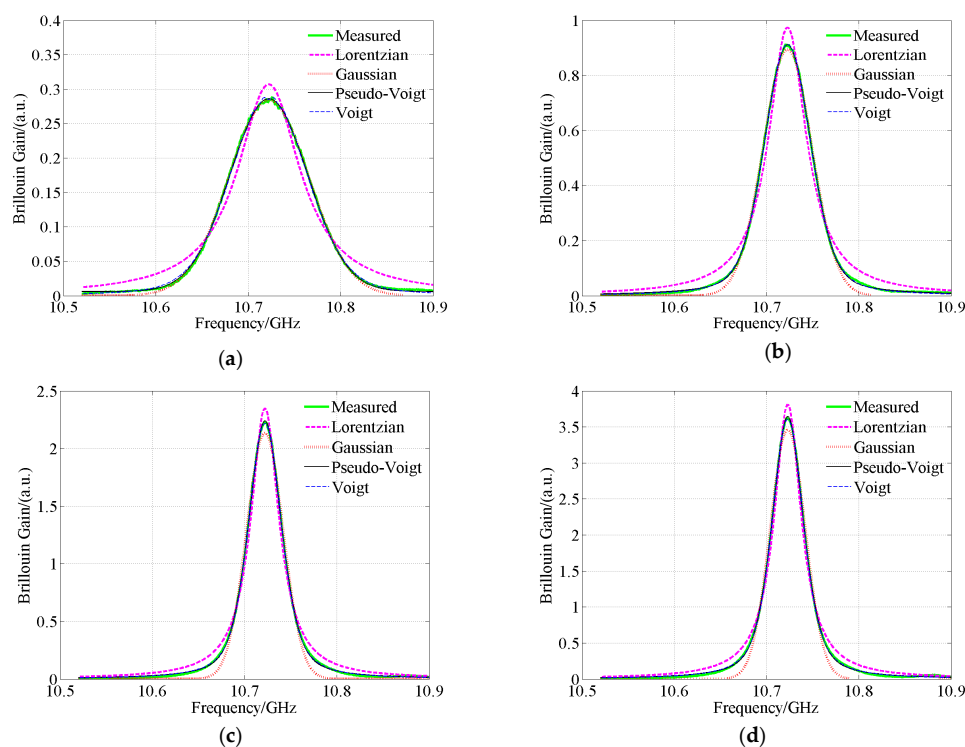 0.4
0.35
0.3
0.25
0.2
0.15
0.1
0.05
0
Brillouin Gain/(a.u.)
Measured
Lorentzian
Gaussian
Pseudo-Voigt
Voigt
10.5 10.6 10.7 10.8 10.9
Frequency/GHz
(a)
1
0.8
0.6
0.4
0.2
0
Brillouin Gain/(a.u.)
Measured
Lorentzian
Gaussian
Pseudo-Voigt
Voigt
10.5 10.6 10.7 10.8 10.9
Frequency/GHz
(b)
2.5
2
1.5
1
0.5
0
Brillouin Gain/(a.u.)
Measured
Lorentzian
Gaussian
Pseudo-Voigt
Voigt
10.5 10.6 10.7 10.8 10.9
Frequency/GHz
(c)
4
3.5
3
2.5
2
1.5
1
0.5
0
Brillouin Gain/(a.u.)
Measured
Lorentzian
Gaussian
Pseudo-Voigt
Voigt
10.5 10.6 10.7 10.8 10.9
Frequency/GHz
(d)